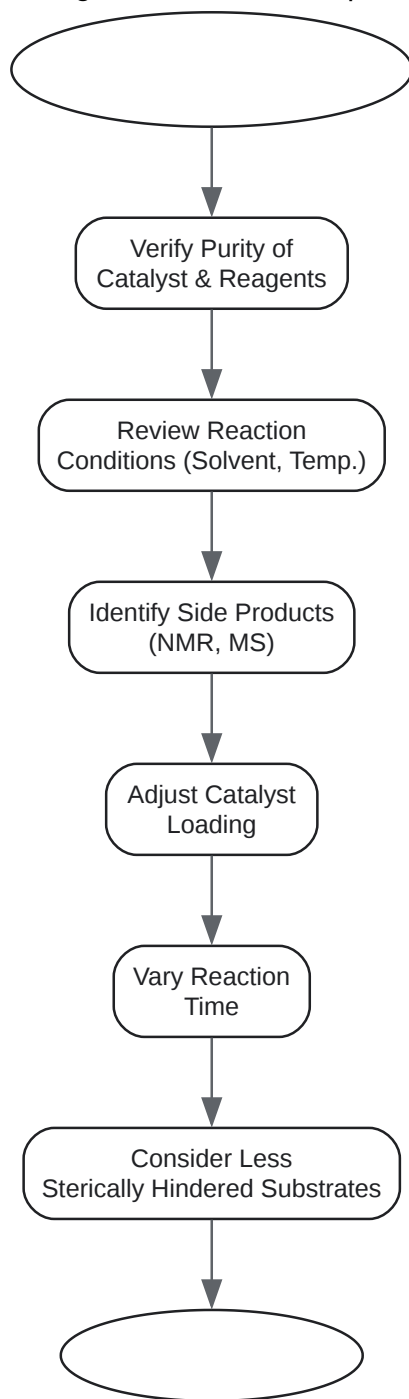 Verify Purity of
Catalyst & Reagents
Review Reaction
Conditions (Solvent, Temp.)
Identify Side Products
(NMR, MS)
Adjust Catalyst
Loading
Vary Reaction
Time
Consider Less
Sterically Hindered Substrates